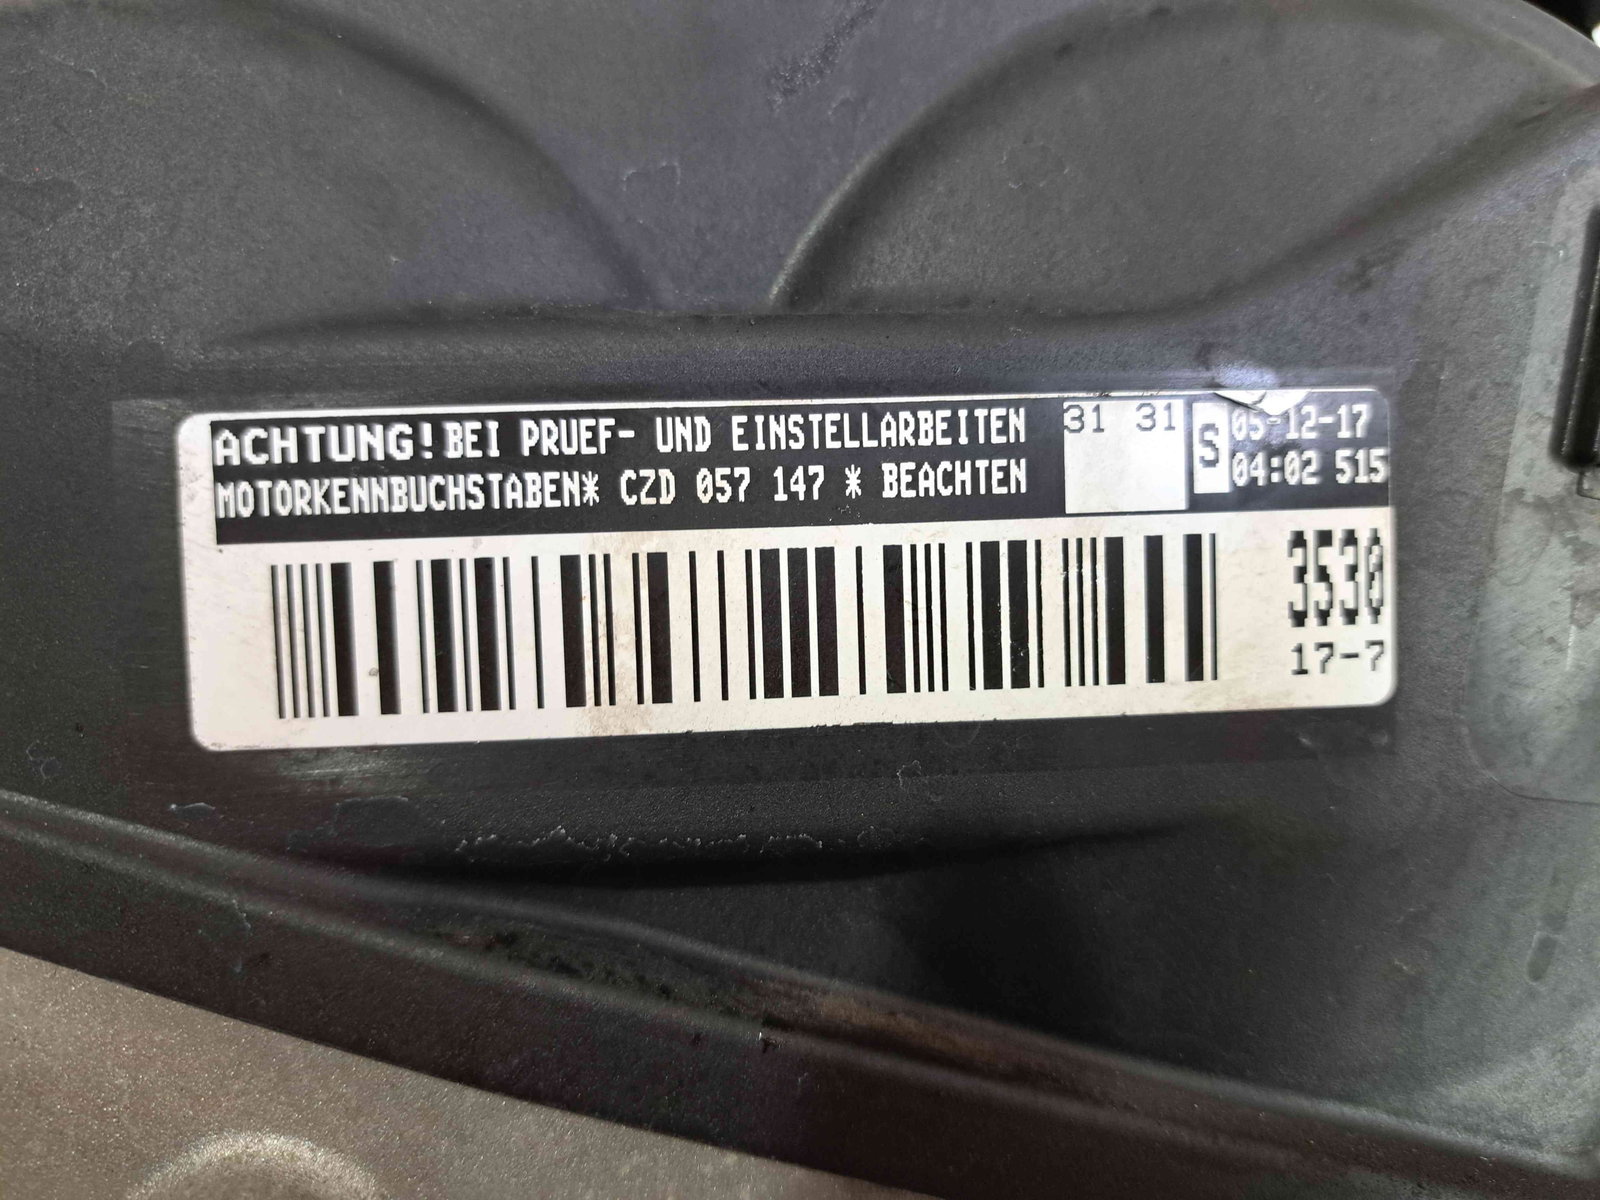 ACHTUNG! BEI PRUEF- UND EINSTELLARBEITEN
MOTORKENNBUCHSTABEN* CZD 057 147 * BEACHTEN
31 31
S
05-12-17
04:02 515
3530
17-7